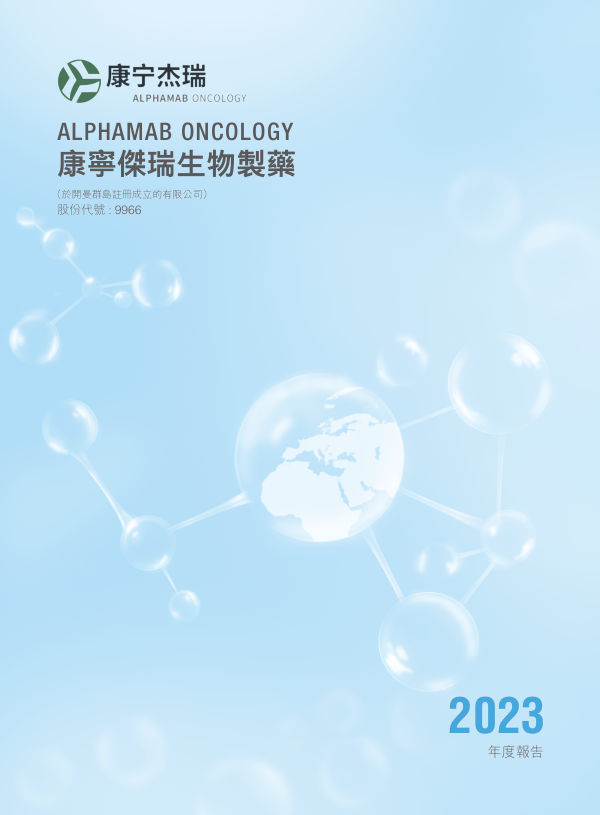 康宁杰瑞
ALPHAMAB ONCOLOGY
ALPHAMAB ONCOLOGY
康寧傑瑞生物製藥
（於開曼群島註冊成立的有限公司）
股份代號 : 9966
2023
年度報告